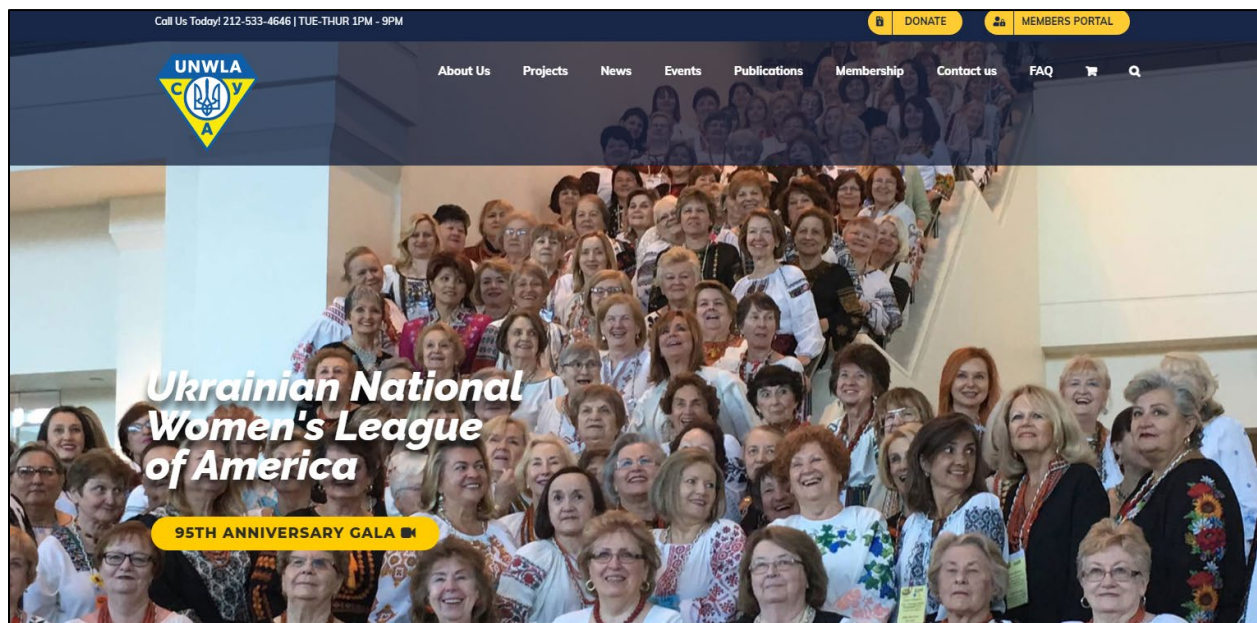 Call Us Today! 212-533-4646 | TUE-THUR 1PM - 9PM
DONATE
MEMBERS PORTAL
UNWLA
С У
А
About Us Projects News Events Publications Membership Contact us FAQ
Ukrainian National
Women's League
of America
95TH ANNIVERSARY GALA